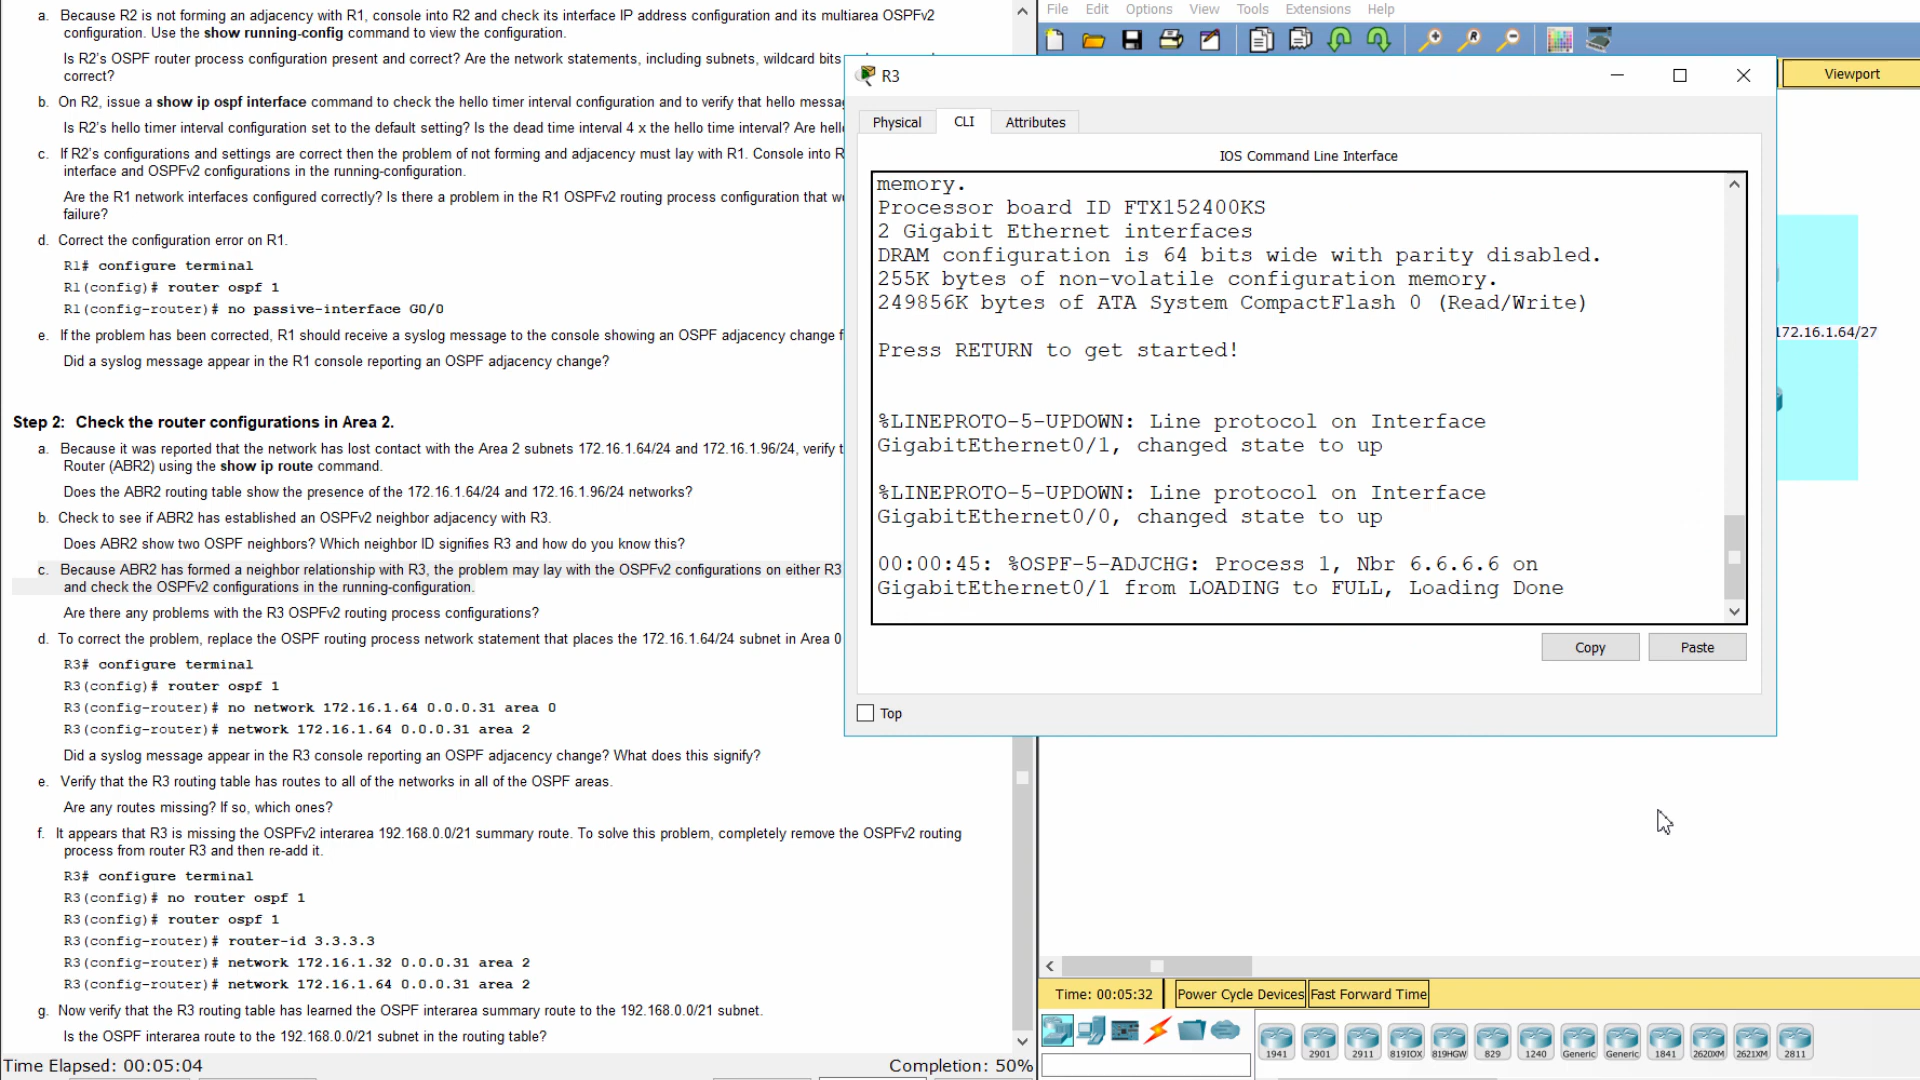 a. Because R2 is not forming an adjacency with R1, console into R2 and check its interface IP address configuration and its multiarea OSPFv2
configuration. Use the show running-config command to view the configuration.
Is R2's OSPF router process configuration present and correct? Are the network statements, including subnets, wildcard bits
correct?
b. On R2, issue a show ip ospf interface command to check the hello timer interval configuration and to verify that hello
Is R2's hello timer interval configuration set to the default setting? Is the dead time interval 4 x the hello time interval? Are
c. If R2's configurations and settings are correct then the problem of not forming and adjacency must lay with R1. Console into
interface and OSPFv2 configurations in the running-configuration.
Are the R1 network interfaces configured correctly? Is there a problem in the R1 OSPFv2 routing process configuration that
failure?
d. Correct the configuration error on R1.
R1# configure terminal
R1(config)# router ospf 1
R1(config-router)# no passive-interface G0/0
e. If the problem has been corrected, R1 should receive a syslog message to the console showing an OSPF adjacency change
Did a syslog message appear in the R1 console reporting an OSPF adjacency change?
Step 2: Check the router configurations in Area 2.
a. Because it was reported that the network has lost contact with the Area 2 subnets 172.16.1.64/24 and 172.16.1.96/24, verify
Router (ABR2) using the show ip route command.
Does the ABR2 routing table show the presence of the 172.16.1.64/24 and 172.16.1.96/24 networks?
b. Check to see if ABR2 has established an OSPFv2 neighbor adjacency with R3.
Does ABR2 show two OSPF neighbors? Which neighbor ID signifies R3 and how do you know this?
c. Because ABR2 has formed a neighbor relationship with R3, the problem may lay with the OSPFv2 configurations on either R3
and check the OSPFv2 configurations in the running-configuration.
Are there any problems with the R3 OSPFv2 routing process configurations?
d. To correct the problem, replace the OSPF routing process network statement that places the 172.16.1.64/24 subnet in Area 0
R3# configure terminal
R3(config)# router ospf 1
R3(config-router)# no network 172.16.1.64 0.0.0.31 area 0
R3(config-router)# network 172.16.1.64 0.0.0.31 area 2
Did a syslog message appear in the R3 console reporting an OSPF adjacency change? What does this signify?
e. Verify that the R3 routing table has routes to all of the networks in all of the OSPF areas.
Are any routes missing? If so, which ones?
f. It appears that R3 is missing the OSPFv2 interarea 192.168.0.0/21 summary route. To solve this problem, completely remove the OSPFv2 routing
process from router R3 and then re-add it.
R3# configure terminal
R3(config)# no router ospf 1
R3(config)# router ospf 1
R3(config-router)# router-id 3.3.3.3
R3(config-router)# network 172.16.1.32 0.0.0.31 area 2
R3(config-router)# network 172.16.1.64 0.0.0.31 area 2
g. Now verify that the R3 routing table has learned the OSPF interarea summary route to the 192.168.0.0/21 subnet.
Is the OSPF interarea route to the 192.168.0.0/21 subnet in the routing table?
Time Elapsed: 00:05:04
Completion: 50%
File Edit Options View Tools Extensions Help
Viewport
R3
Physical CLI Attributes
IOS Command Line Interface
memory.
Processor board ID FTX152400KS
2 Gigabit Ethernet interfaces
DRAM configuration is 64 bits wide with parity disabled.
255K bytes of non-volatile configuration memory.
249856K bytes of ATA System CompactFlash 0 (Read/Write)
Press RETURN to get started!
%LINEPROTO-5-UPDOWN: Line protocol on Interface
GigabitEthernet0/1, changed state to up
%LINEPROTO-5-UPDOWN: Line protocol on Interface
GigabitEthernet0/0, changed state to up
00:00:45: %OSPF-5-ADJCHG: Process 1, Nbr 6.6.6.6 on
GigabitEthernet0/1 from LOADING to FULL, Loading Done
Copy Paste
Top
172.16.1.64/27
Time: 00:05:32 Power Cycle Devices Fast Forward Time
1941 2901 2911 819IOX 819HGW 829 1240 Generic Generic 1841 2620XM 2621XM 2811